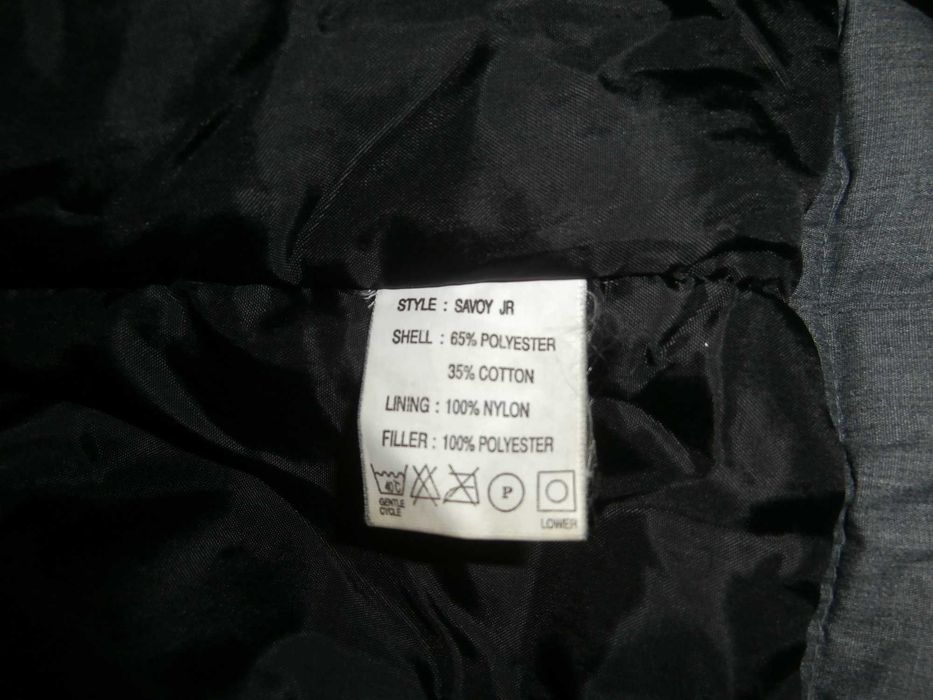 STYLE : SAVOY JR
SHELL : 65% POLYESTER
35% COTTON
LINING : 100% NYLON
FILLER : 100% POLYESTER
40°C P
GENTLE
CYCLE
LOWER